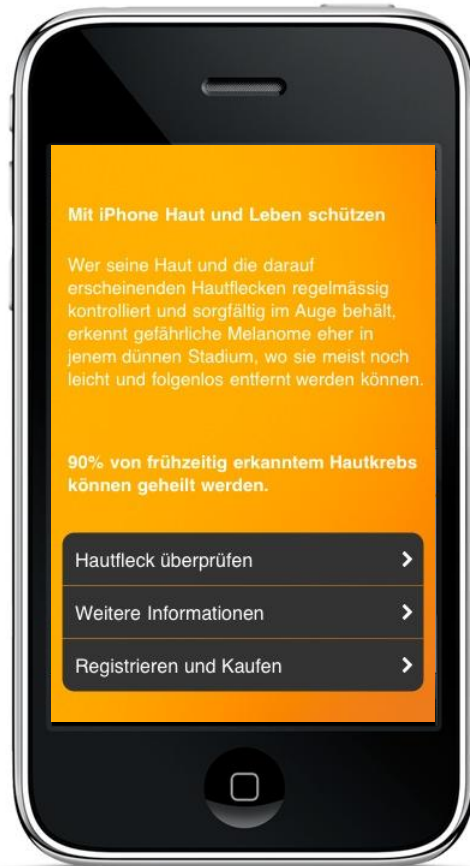 Mit iPhone Haut und Leben schützen
Wer seine Haut und die darauf
erscheinenden Hautflecken regelmässig
kontrolliert und sorgfältig im Auge behält,
erkennt gefährliche Melanome eher in
jenem dünnen Stadium, wo sie meist noch
leicht und folgenlos entfernt werden können.
90% von frühzeitig erkanntem Hautkrebs
können geheilt werden.
Hautfleck überprüfen
Weitere Informationen
Registrieren und Kaufen